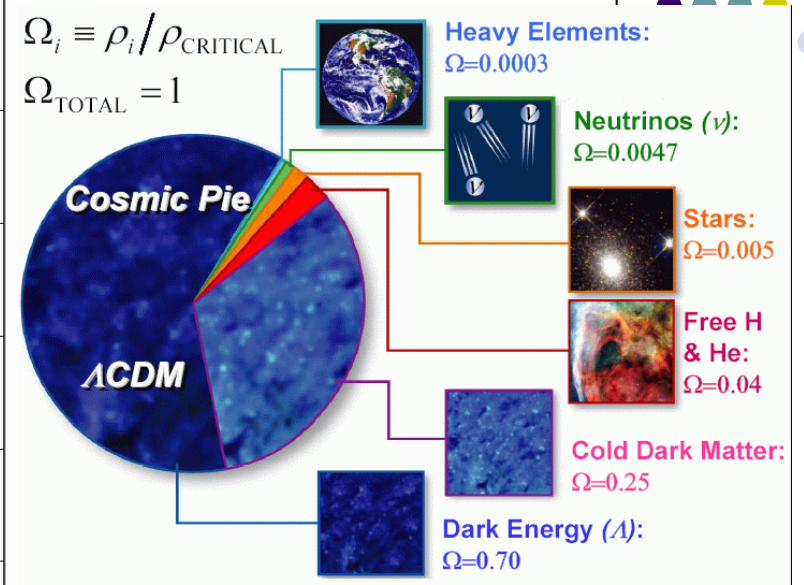 Ωᵢ ≡ ρᵢ/ρCRITICAL
ΩTOTAL = 1
Heavy Elements:
Ω=0.0003
ν ν
ν
Neutrinos (ν):
Ω=0.0047
Cosmic Pie
Stars:
Ω=0.005
Free H
& He:
Ω=0.04
ΛCDM
Cold Dark Matter:
Ω=0.25
Dark Energy (Λ):
Ω=0.70